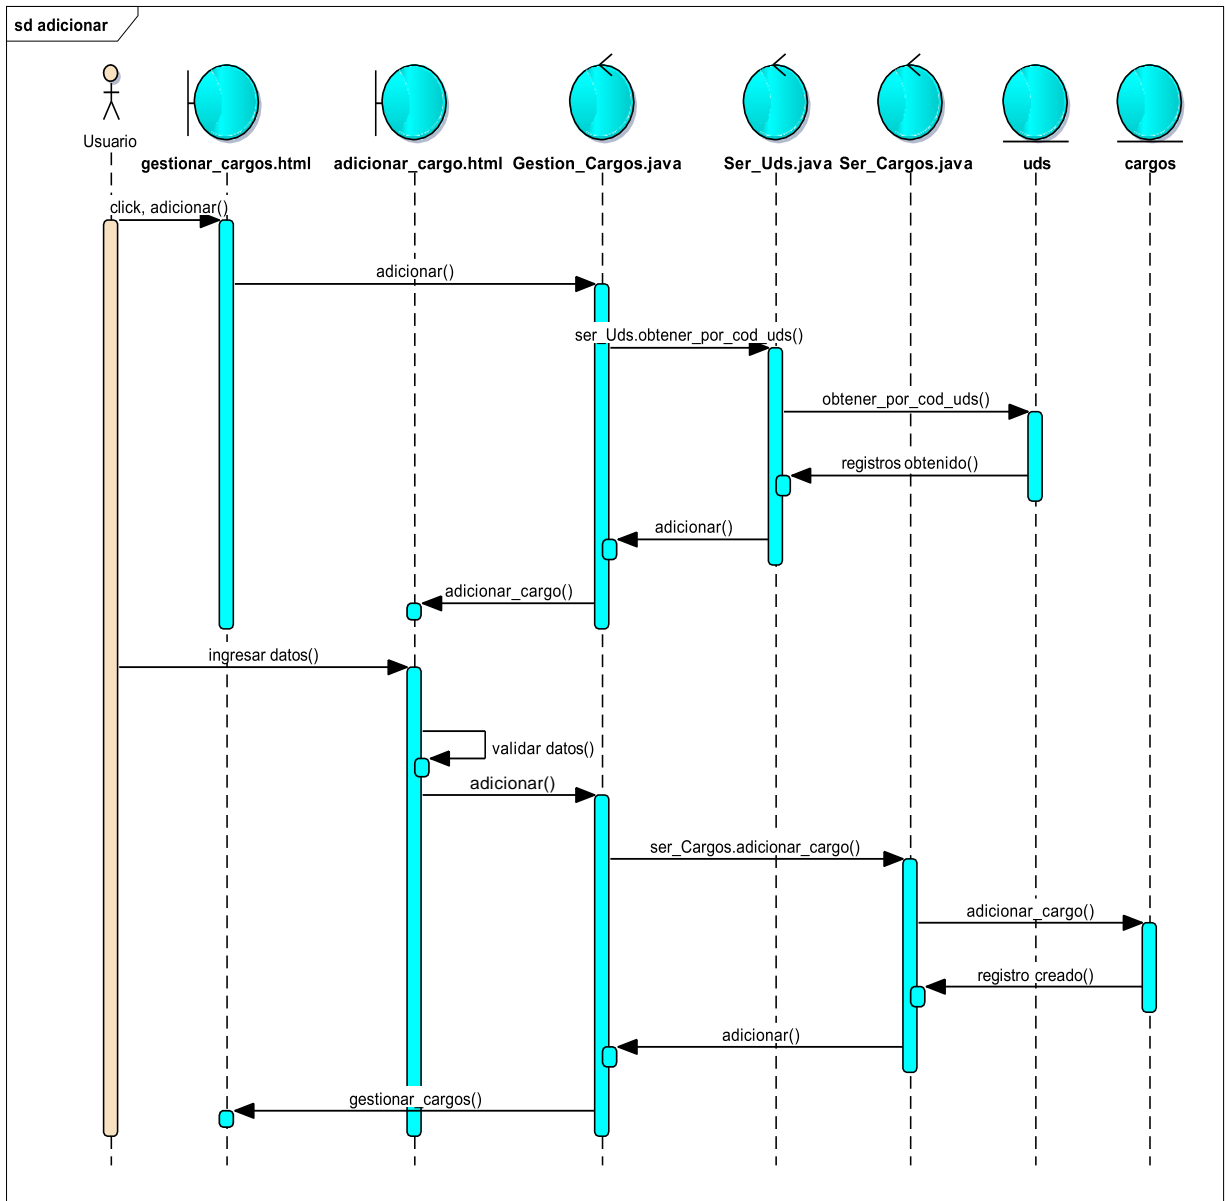 sd adicionar
Usuario
gestionar_cargos.html
adicionar_cargo.html
Gestion_Cargos.java
Ser_Uds.java
Ser_Cargos.java
uds
cargos
click, adicionar()
adicionar()
ser_Uds.obtener_por_cod_uds()
obtener_por_cod_uds()
registros obtenido()
adicionar()
adicionar_cargo()
ingresar datos()
validar datos()
adicionar()
ser_Cargos.adicionar_cargo()
adicionar_cargo()
registro creado()
adicionar()
gestionar_cargos()